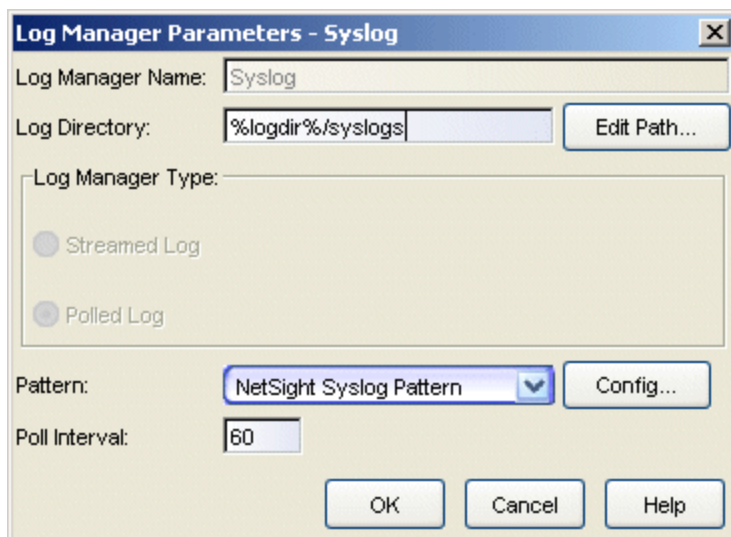 Log Manager Parameters - Syslog
Log Manager Name: Syslog
Log Directory: %logdir%/syslogs Edit Path...
Log Manager Type:
Streamed Log
Polled Log
Pattern: NetSight Syslog Pattern Config...
Poll Interval: 60
OK Cancel Help